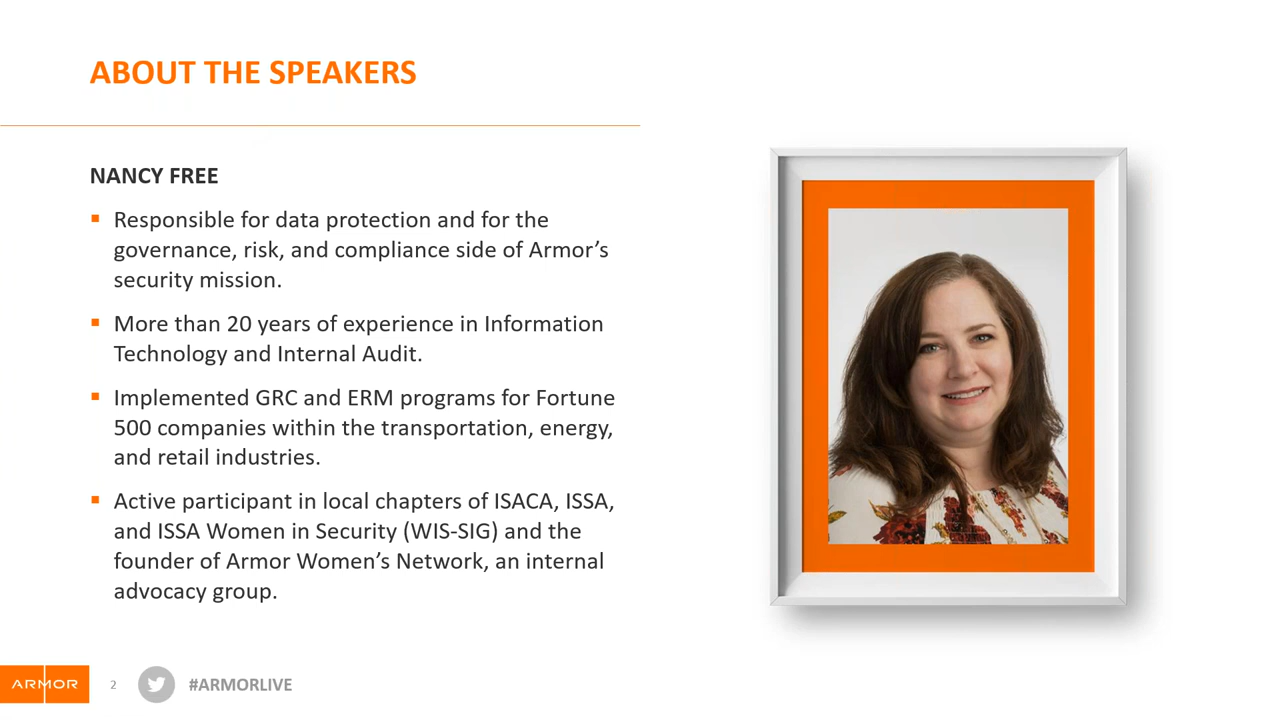 ABOUT THE SPEAKERS
NANCY FREE
Responsible for data protection and for the
governance, risk, and compliance side of Armor’s
security mission.
More than 20 years of experience in Information
Technology and Internal Audit.
Implemented GRC and ERM programs for Fortune
500 companies within the transportation, energy,
and retail industries.
Active participant in local chapters of ISACA, ISSA,
and ISSA Women in Security (WIS-SIG) and the
founder of Armor Women’s Network, an internal
advocacy group.
ARMOR
2
#ARMORLIVE